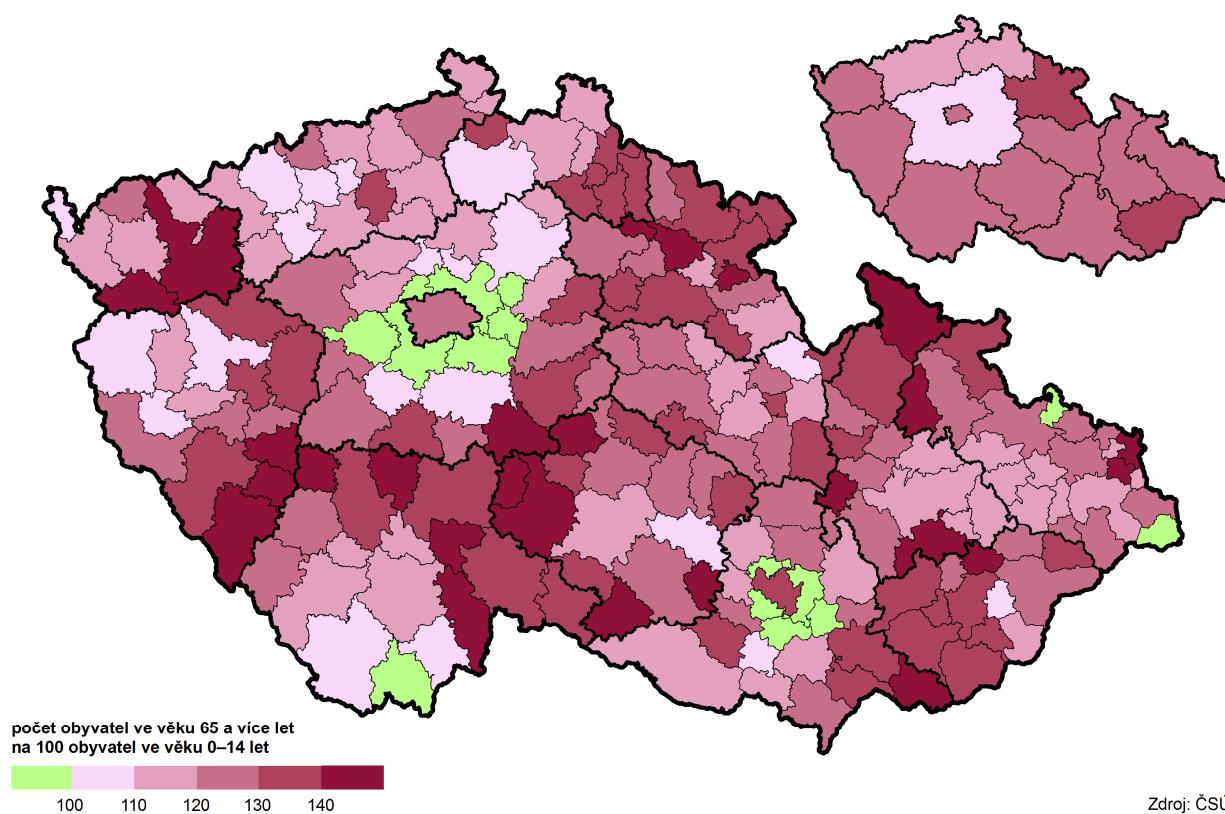 počet obyvatel ve věku 65 a více let
na 100 obyvatel ve věku 0–14 let
100 110 120 130 140
Zdroj: ČSÚ